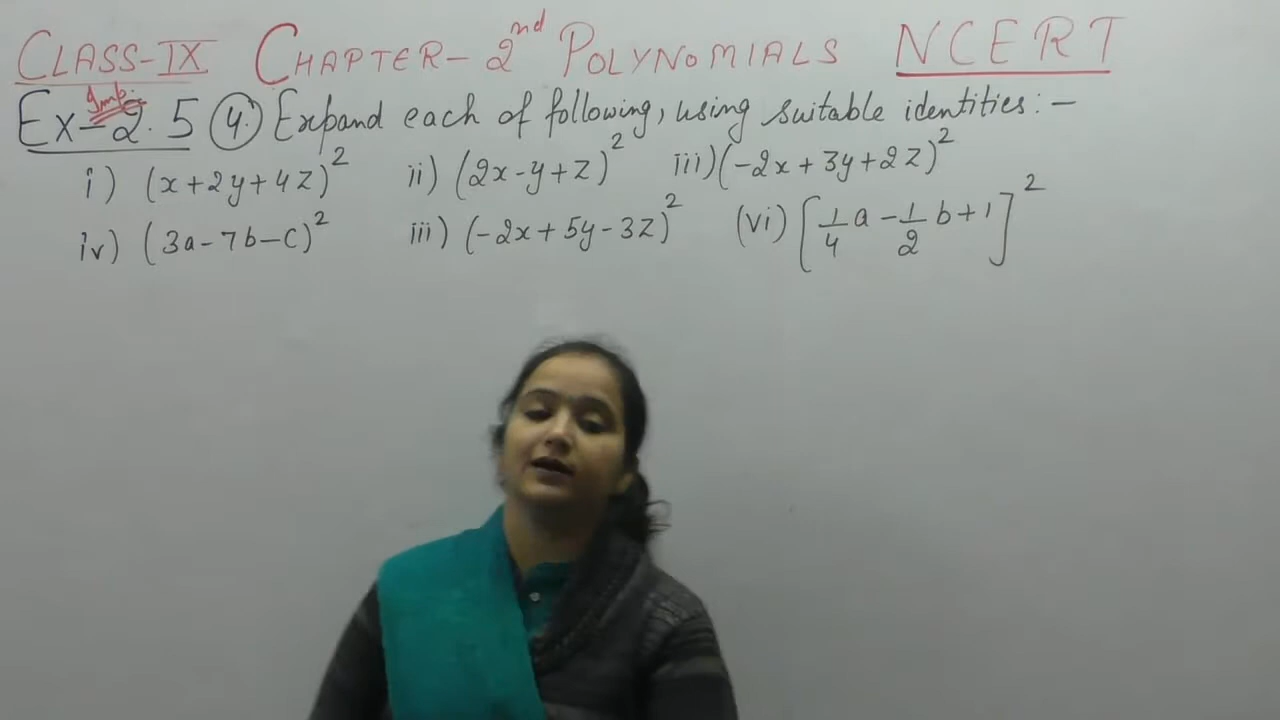 CLASS-IX CHAPTER-2nd POLYNOMIALS NCERT
Imp.
Ex-2.5 (4.) Expand each of following, using suitable identities:-
i) (x+2y+4z)² ii) (2x-y+z)² iii) (-2x+3y+2z)²
iv) (3a-7b-c)² iii) (-2x+5y-3z)² (vi) [1/4 a - 1/2 b+1]²